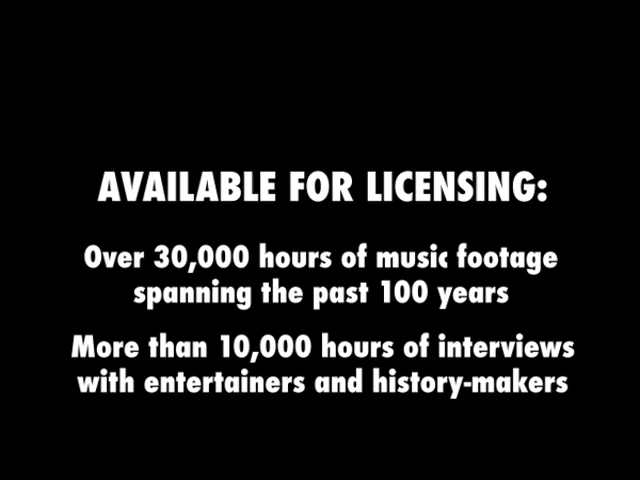 AVAILABLE FOR LICENSING:
Over 30,000 hours of music footage
spanning the past 100 years
More than 10,000 hours of interviews
with entertainers and history-makers